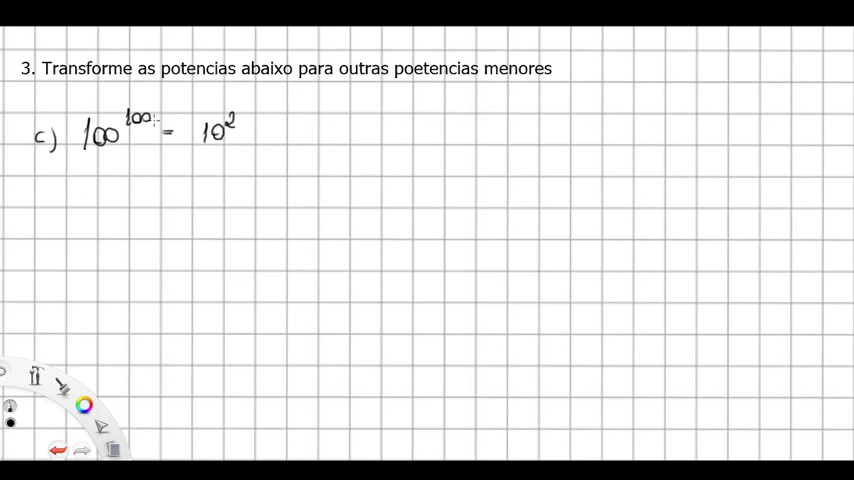 3. Transforme as potencias abaixo para outras poetencias menores
c) 100^100 = 10^2